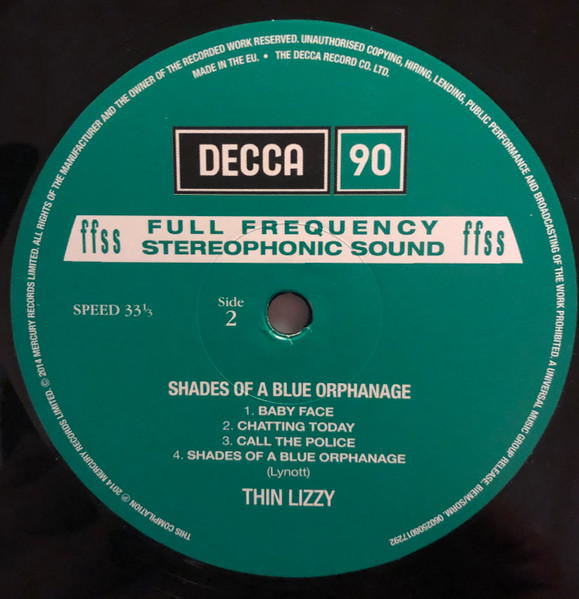 THIS COMPILATION ℗ 2014 MERCURY RECORDS LIMITED. © 2014 MERCURY RECORDS LIMITED. ALL RIGHTS OF THE MANUFACTURER AND THE OWNER OF THE RECORDED WORK RESERVED. UNAUTHORISED COPYING, HIRING, LENDING, PUBLIC PERFORMANCE AND BROADCASTING OF THE WORK PROHIBITED. A UNIVERSAL MUSIC GROUP RELEASE. BIEM/SDRM. 0602508017292
MADE IN THE EU. • THE DECCA RECORD CO. LTD.
DECCA 90
ffss FULL FREQUENCY ffss
STEREOPHONIC SOUND
SPEED 33⅓
Side
2
SHADES OF A BLUE ORPHANAGE
1. BABY FACE
2. CHATTING TODAY
3. CALL THE POLICE
4. SHADES OF A BLUE ORPHANAGE
(Lynott)
THIN LIZZY